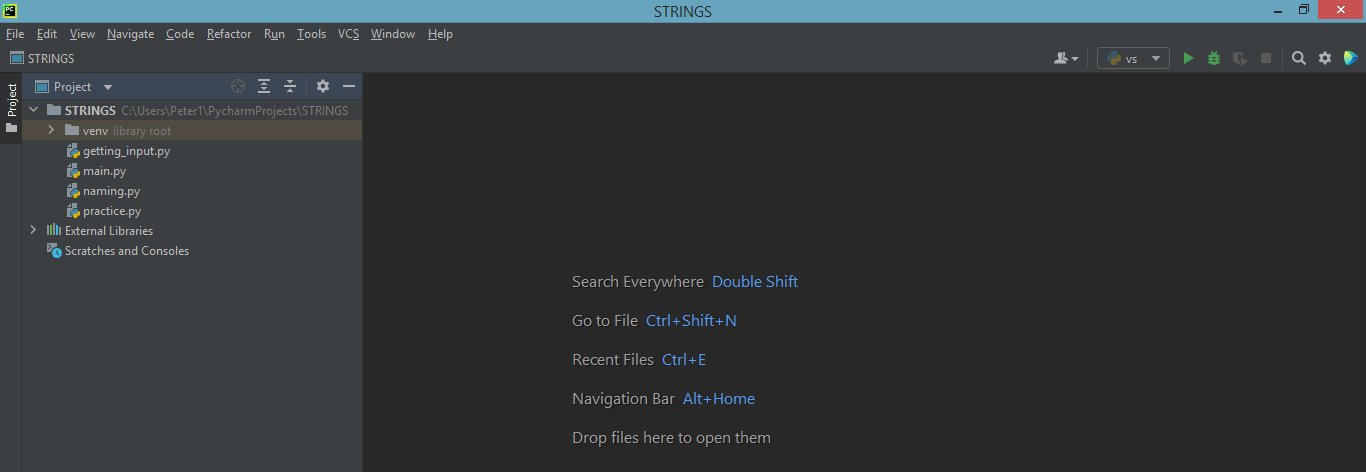 PC
STRINGS
File Edit View Navigate Code Refactor Run Tools VCS Window Help
STRINGS
vs
Project
Project
STRINGS C:\Users\Peter1\PycharmProjects\STRINGS
venv library root
getting_input.py
main.py
naming.py
practice.py
External Libraries
Scratches and Consoles
Search Everywhere Double Shift
Go to File Ctrl+Shift+N
Recent Files Ctrl+E
Navigation Bar Alt+Home
Drop files here to open them